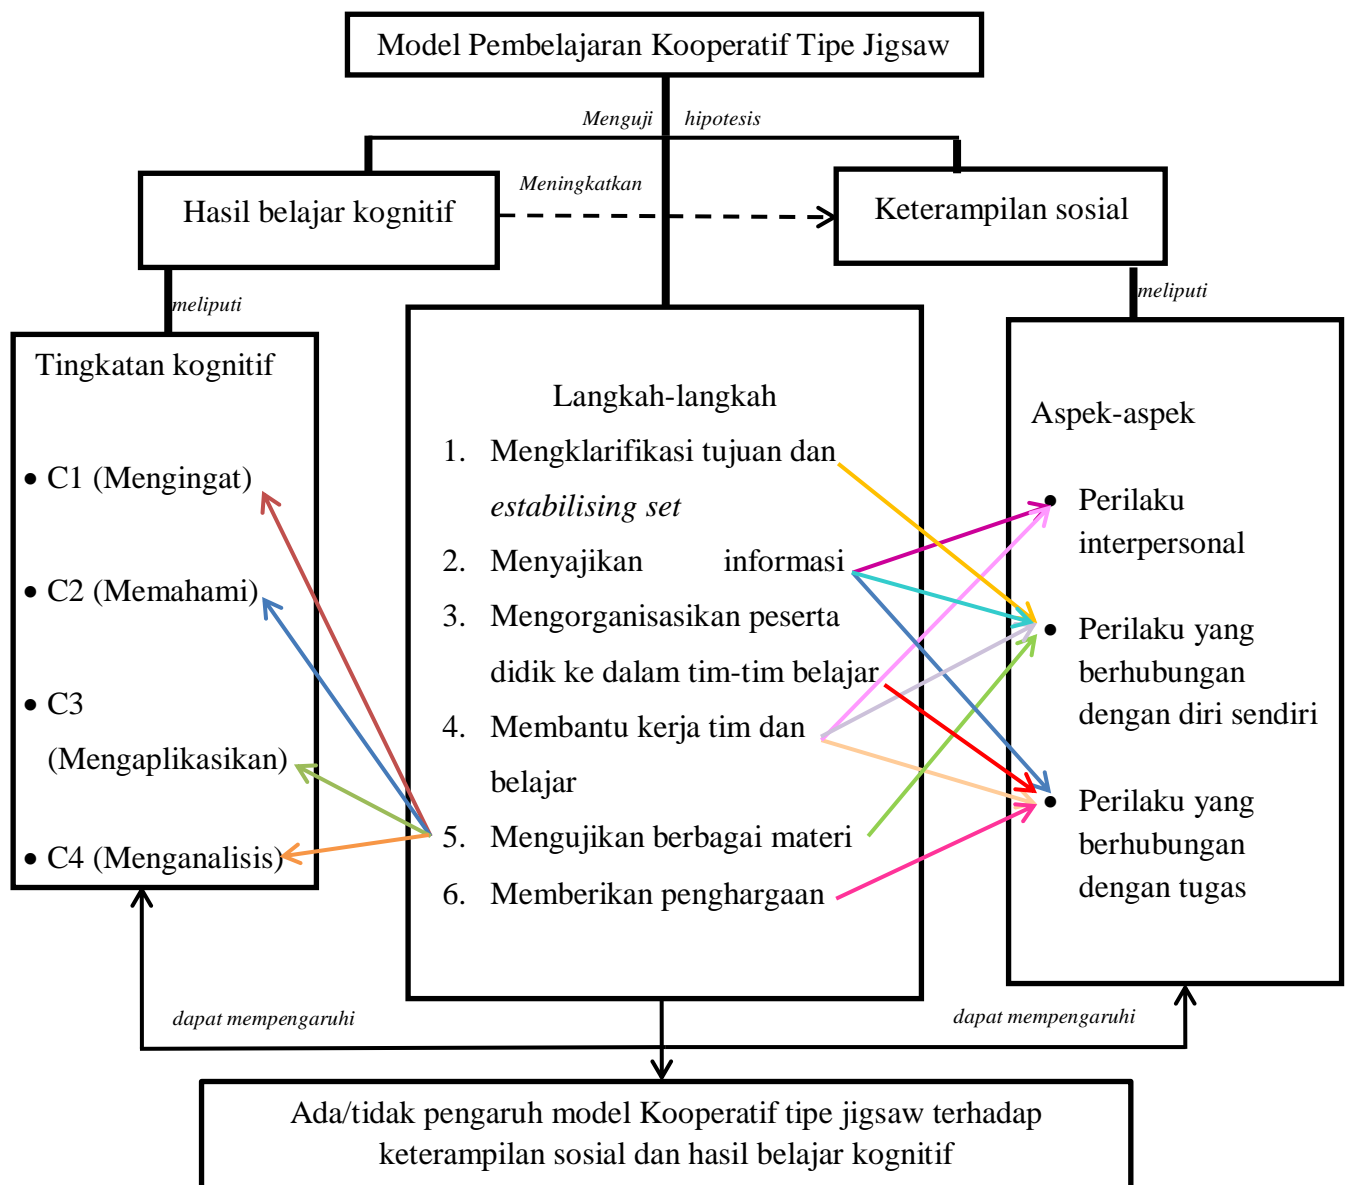 Model Pembelajaran Kooperatif Tipe Jigsaw
Menguji hipotesis
Hasil belajar kognitif
Meningkatkan
Keterampilan sosial
meliputi
meliputi
Tingkatan kognitif
• C1 (Mengingat)
• C2 (Memahami)
• C3
(Mengaplikasikan)
• C4 (Menganalisis)
Langkah-langkah
1. Mengklarifikasi tujuan dan
estabilising set
2. Menyajikan informasi
3. Mengorganisasikan peserta
didik ke dalam tim-tim belajar
4. Membantu kerja tim dan
belajar
5. Mengujikan berbagai materi
6. Memberikan penghargaan
Aspek-aspek
• Perilaku
interpersonal
• Perilaku yang
berhubungan
dengan diri sendiri
• Perilaku yang
berhubungan
dengan tugas
dapat mempengaruhi
dapat mempengaruhi
Ada/tidak pengaruh model Kooperatif tipe jigsaw terhadap
keterampilan sosial dan hasil belajar kognitif